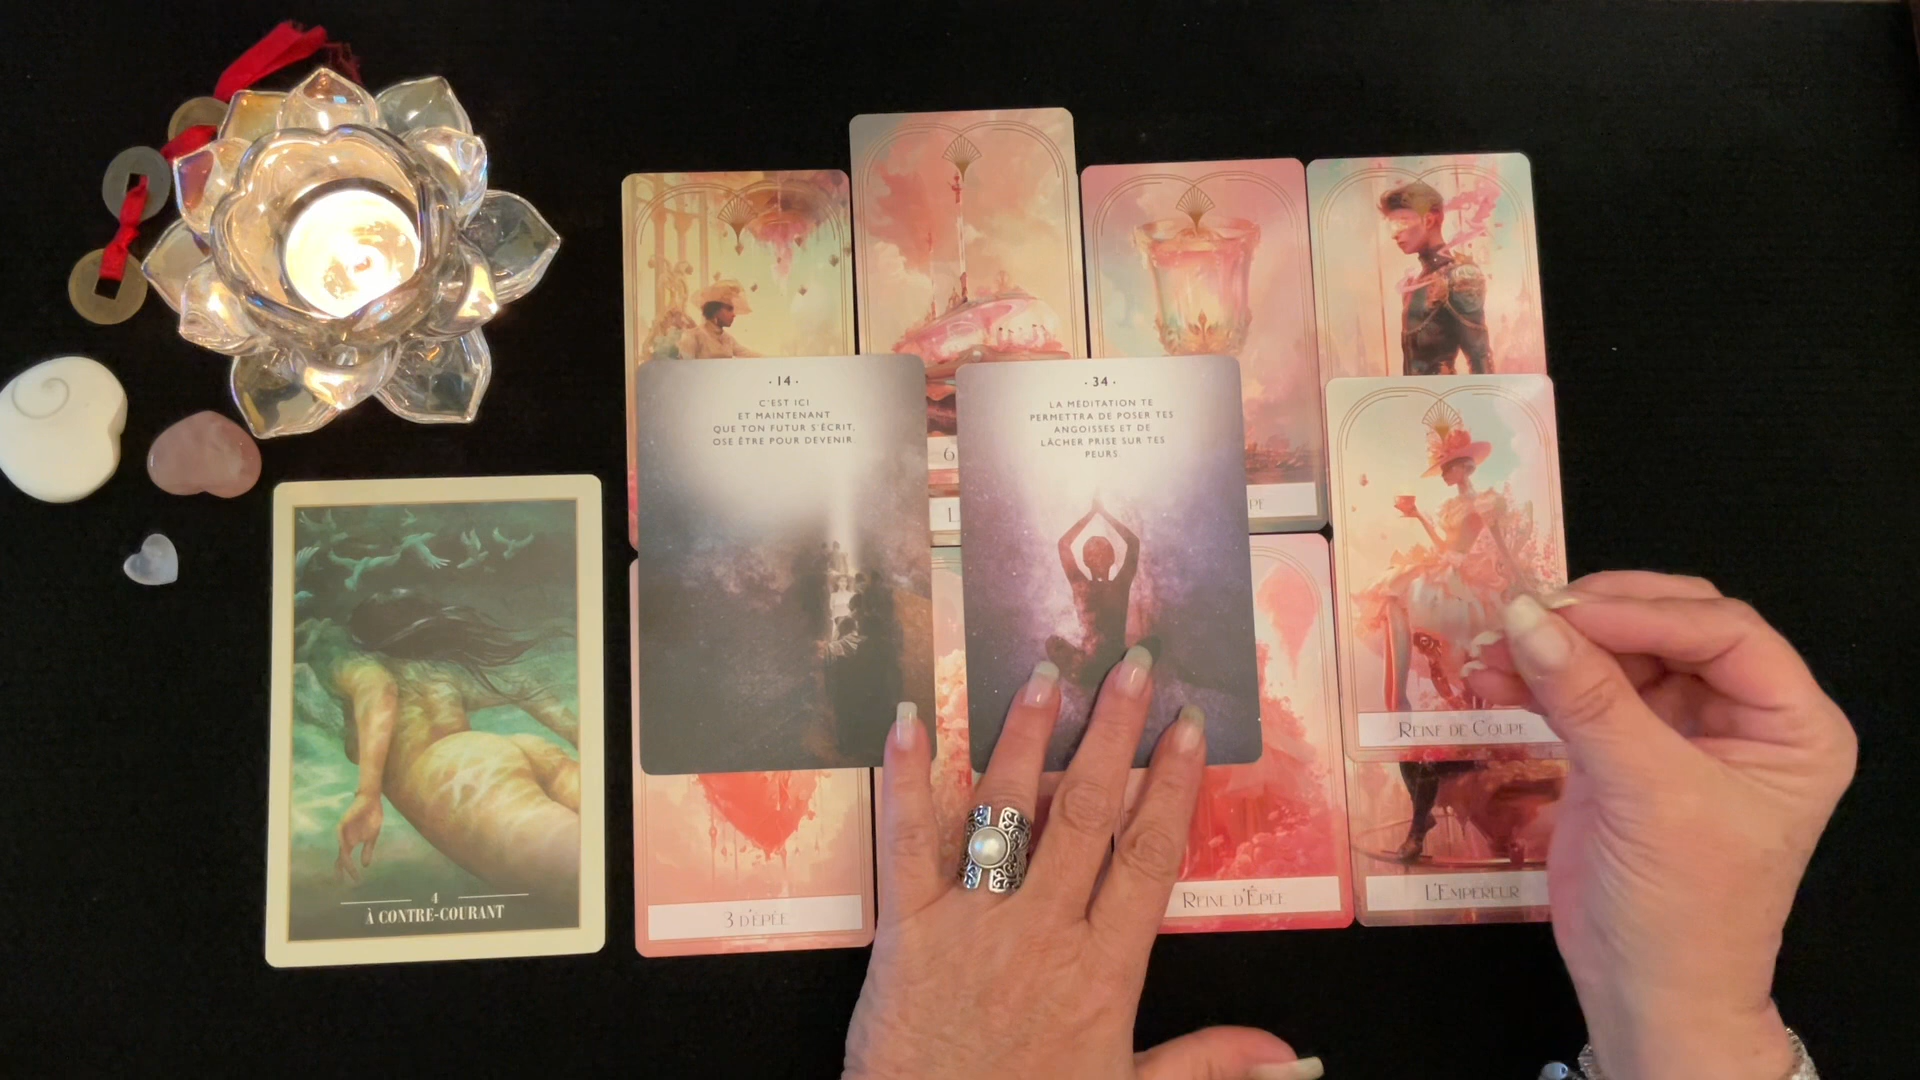 · 14 ·
C'EST ICI
ET MAINTENANT
QUE TON FUTUR S'ÉCRIT,
OSE ÊTRE POUR DEVENIR.
· 34 ·
LA MÉDITATION TE
PERMETTRA DE POSER TES
ANGOISSES ET DE
LÂCHER PRISE SUR TES
PEURS
6
REINE DE COUPE
4
À CONTRE-COURANT
3 D'ÉPÉE
REINE D'ÉPÉE
L'EMPEREUR